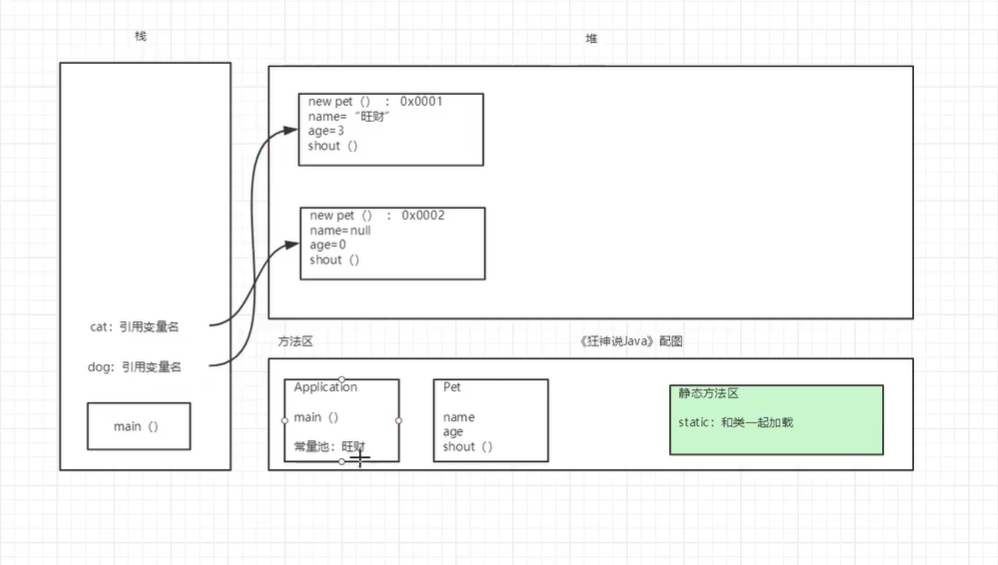 栈
堆
new pet（） ： 0x0001
name= “旺财”
age=3
shout（）
new pet（） ： 0x0002
name=null
age=0
shout（）
cat：引用变量名
dog：引用变量名
main（）
方法区
《狂神说Java》配图
Application
main（）
常量池：旺财
Pet
name
age
shout（）
静态方法区
static：和类一起加载